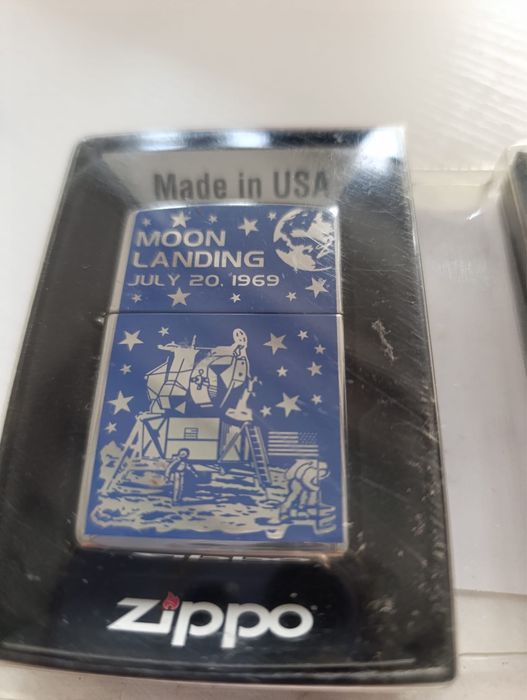 Made in USA
MOON
LANDING
JULY 20, 1969
zippo